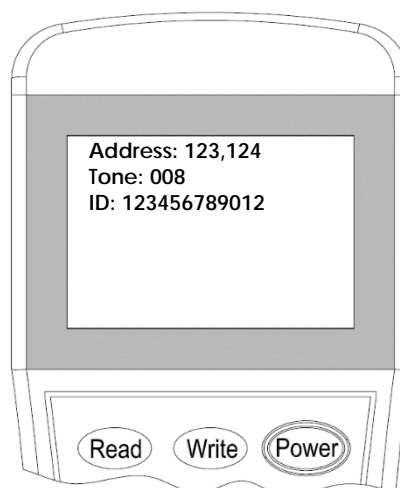 Address: 123,124
Tone: 008
ID: 123456789012
Read Write Power